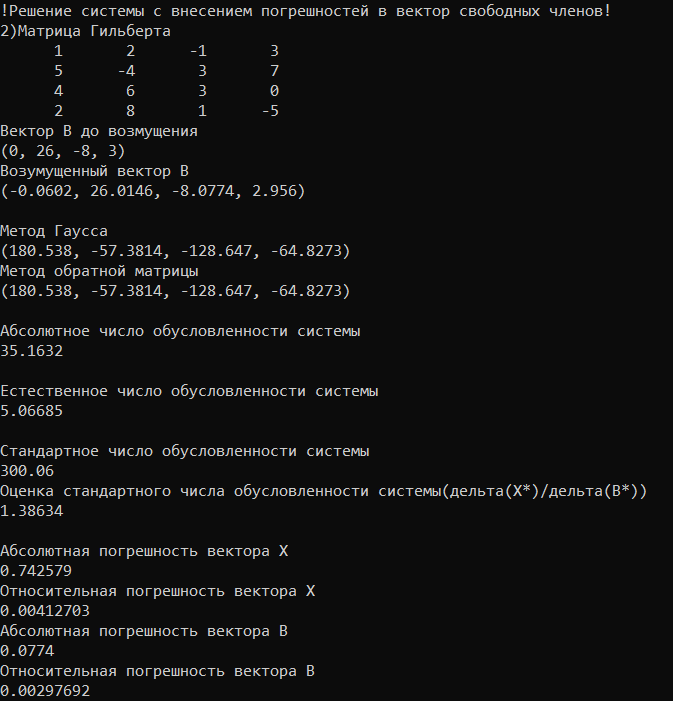 !Решение системы с внесением погрешностей в вектор свободных членов!
2)Матрица Гильберта
1 2 -1 3
5 -4 3 7
4 6 3 0
2 8 1 -5
Вектор В до возмущения
(0, 26, -8, 3)
Возумущенный вектор В
(-0.0602, 26.0146, -8.0774, 2.956)
Метод Гаусса
(180.538, -57.3814, -128.647, -64.8273)
Метод обратной матрицы
(180.538, -57.3814, -128.647, -64.8273)
Абсолютное число обусловленности системы
35.1632
Естественное число обусловленности системы
5.06685
Стандартное число обусловленности системы
300.06
Оценка стандартного числа обусловленности системы(дельта(X*)/дельта(B*))
1.38634
Абсолютная погрешность вектора X
0.742579
Относительная погрешность вектора X
0.00412703
Абсолютная погрешность вектора B
0.0774
Относительная погрешность вектора B
0.00297692